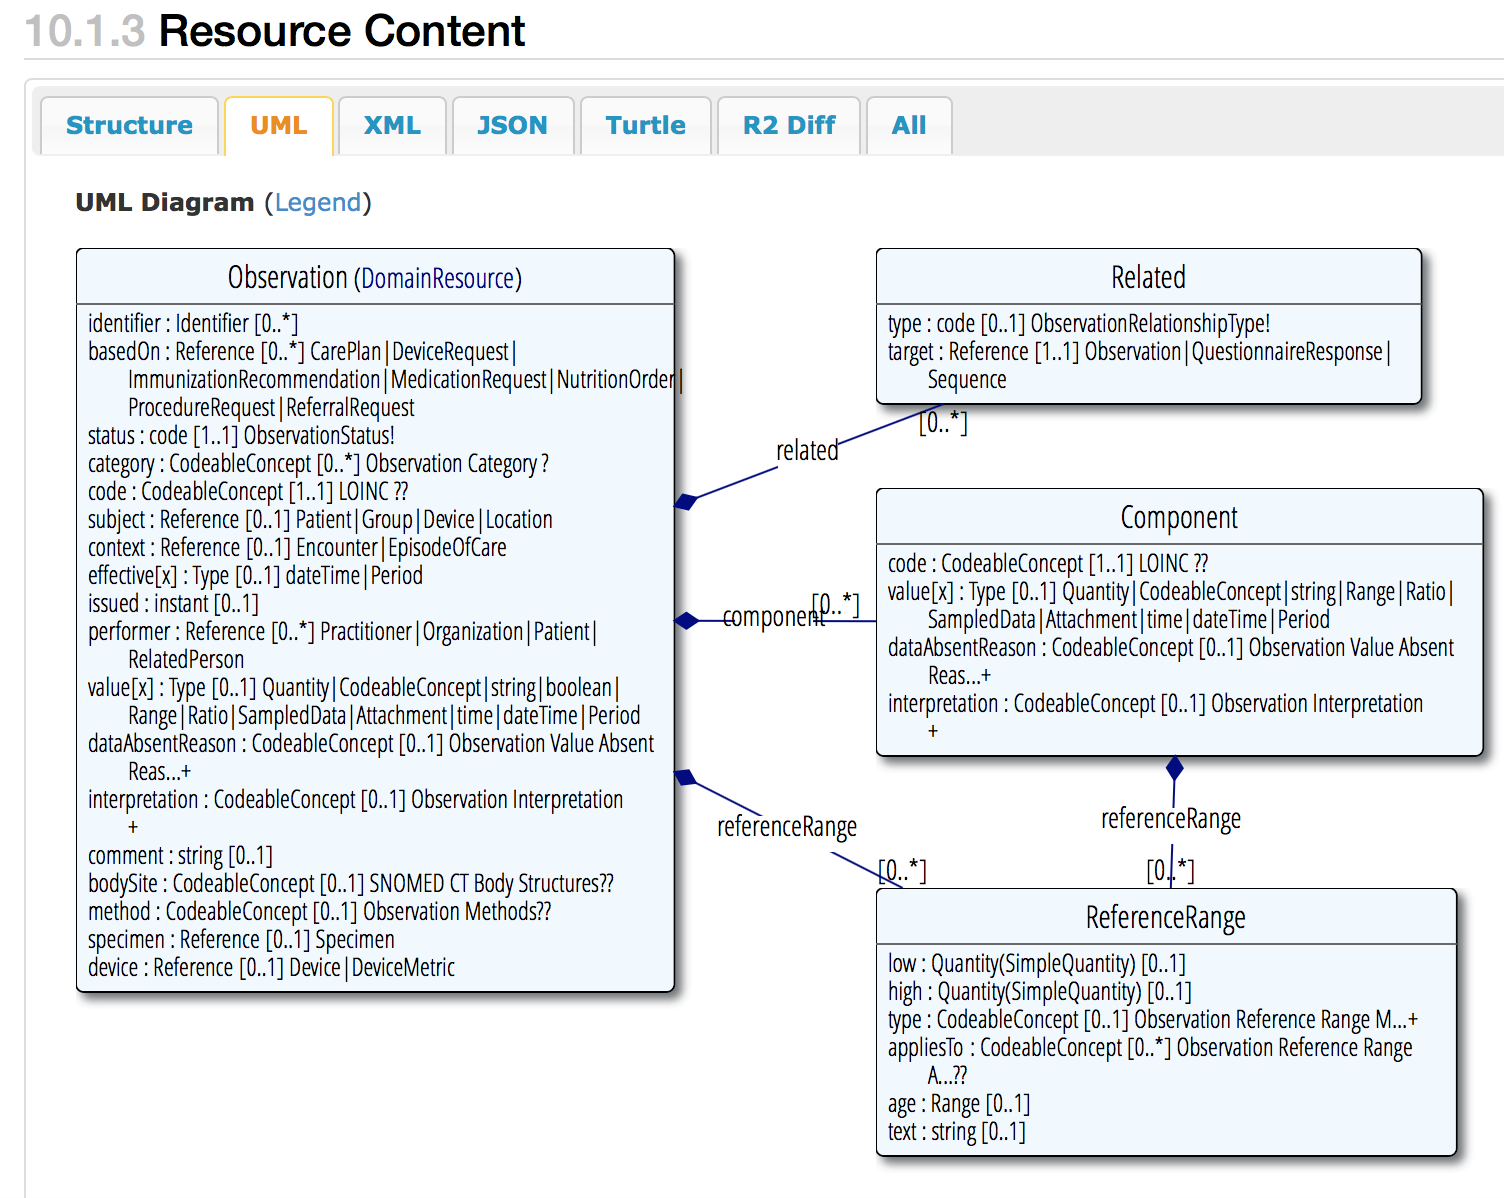 10.1.3 Resource Content
Structure
UML
XML
JSON
Turtle
R2 Diff
All
UML Diagram (Legend)
Observation (DomainResource)
identifier : Identifier [0..*]
basedOn : Reference [0..*] CarePlan|DeviceRequest|
ImmunizationRecommendation|MedicationRequest|NutritionOrder|
ProcedureRequest|ReferralRequest
status : code [1..1] ObservationStatus!
category : CodeableConcept [0..*] Observation Category ?
code : CodeableConcept [1..1] LOINC ??
subject : Reference [0..1] Patient|Group|Device|Location
context : Reference [0..1] Encounter|EpisodeOfCare
effective[x] : Type [0..1] dateTime|Period
issued : instant [0..1]
performer : Reference [0..*] Practitioner|Organization|Patient|
RelatedPerson
value[x] : Type [0..1] Quantity|CodeableConcept|string|boolean|
Range|Ratio|SampledData|Attachment|time|dateTime|Period
dataAbsentReason : CodeableConcept [0..1] Observation Value Absent
Reas...+
interpretation : CodeableConcept [0..1] Observation Interpretation
+
comment : string [0..1]
bodySite : CodeableConcept [0..1] SNOMED CT Body Structures??
method : CodeableConcept [0..1] Observation Methods??
specimen : Reference [0..1] Specimen
device : Reference [0..1] Device|DeviceMetric
Related
type : code [0..1] ObservationRelationshipType!
target : Reference [1..1] Observation|QuestionnaireResponse|
Sequence
[0..*]
related
Component
code : CodeableConcept [1..1] LOINC ??
value[x] : Type [0..1] Quantity|CodeableConcept|string|Range|Ratio|
SampledData|Attachment|time|dateTime|Period
dataAbsentReason : CodeableConcept [0..1] Observation Value Absent
Reas...+
interpretation : CodeableConcept [0..1] Observation Interpretation
+
[0..*]
component
referenceRange
[0..*]
referenceRange
[0..*]
ReferenceRange
low : Quantity(SimpleQuantity) [0..1]
high : Quantity(SimpleQuantity) [0..1]
type : CodeableConcept [0..1] Observation Reference Range M...+
appliesTo : CodeableConcept [0..*] Observation Reference Range
A...??
age : Range [0..1]
text : string [0..1]